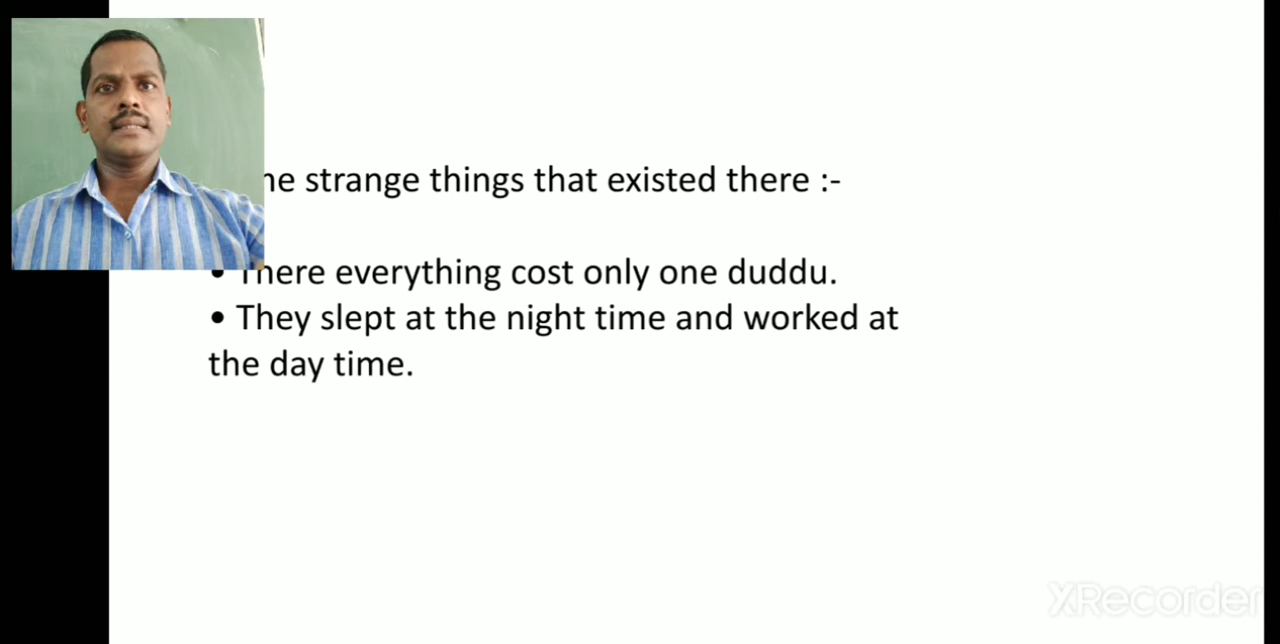 strange things that existed there :-
• There everything cost only one duddu.
• They slept at the night time and worked at
the day time.
XRecorder